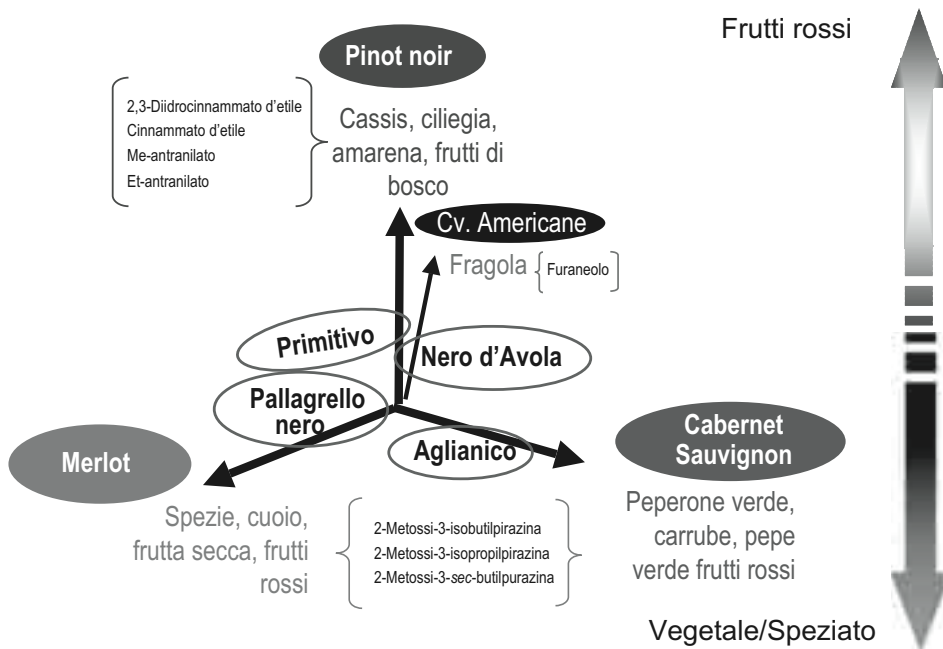 Frutti rossi
Pinot noir
2,3-Diidrocinnammato d'etile
Cinnammato d'etile
Me-antranilato
Et-antranilato
Cassis, ciliegia,
amarena, frutti di
bosco
Cv. Americane
Fragola
Furaneolo
Primitivo
Nero d'Avola
Pallagrello
nero
Aglianico
Merlot
Cabernet
Sauvignon
Spezie, cuoio,
frutta secca, frutti
rossi
2-Metossi-3-isobutilpirazina
2-Metossi-3-isopropilpirazina
2-Metossi-3-sec-butilpurazina
Peperone verde,
carrube, pepe
verde frutti rossi
Vegetale/Speziato